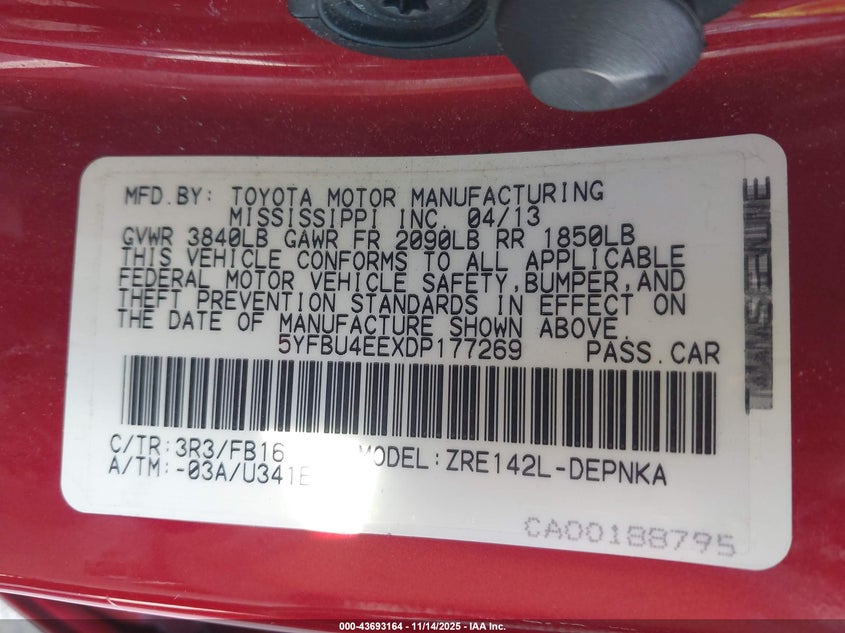 MFD.BY: TOYOTA MOTOR MANUFACTURING
MISSISSIPPI INC. 04/13
GVWR 3840LB GAWR FR 2090LB RR 1850LB
THIS VEHICLE CONFORMS TO ALL APPLICABLE
FEDERAL MOTOR VEHICLE SAFETY,BUMPER,AND
THEFT PREVENTION STANDARDS IN EFFECT ON
THE DATE OF MANUFACTURE SHOWN ABOVE.
5YFBU4EEXDP177269 PASS.CAR
C/TR:3R3/FB16 MODEL:ZRE142L-DEPNKA
A/TM:-03A/U341E
CA00188795
000-43693164 | 11/14/2025 - IAA Inc.